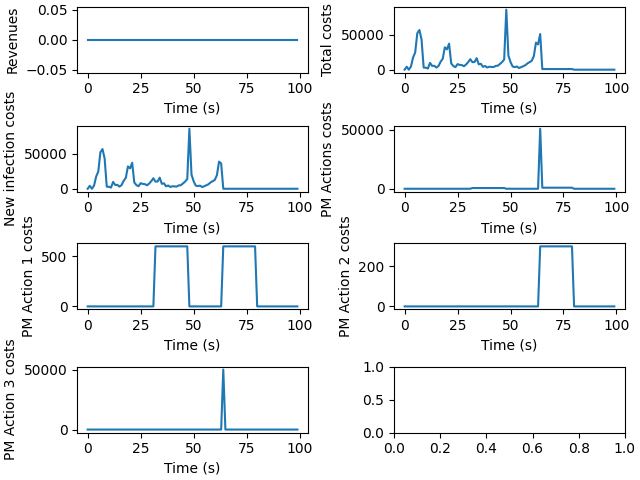 Revenues
0.05
0.00
−0.05
0 25 50 75 100
Time (s)
Total costs
50000
0
0 25 50 75 100
Time (s)
New infection costs
50000
0
0 25 50 75 100
Time (s)
PM Actions costs
50000
0
0 25 50 75 100
Time (s)
PM Action 1 costs
500
0
0 25 50 75 100
Time (s)
PM Action 2 costs
200
0
0 25 50 75 100
Time (s)
PM Action 3 costs
50000
0
0 25 50 75 100
Time (s)
1.0
0.5
0.0
0.0 0.2 0.4 0.6 0.8 1.0